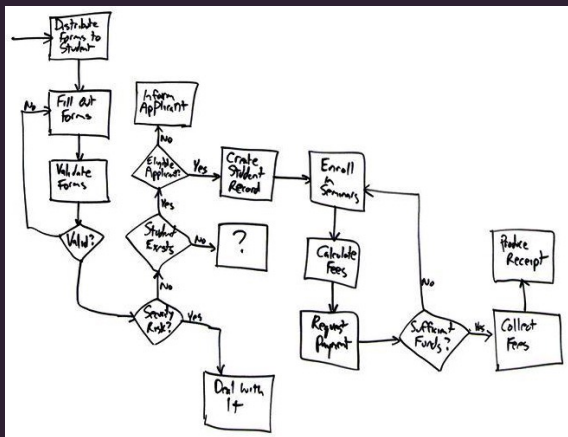 Distribute
Forms to
Student
Fill out
Forms
No
Validate
Forms
Valid?
Inform
Applicant
No
Eligible
Applicant?
Yes
Create
Student
Record
Yes
Student
Exists
No
?
No
Security
Risk?
Yes
Deal with
It
Enroll
in
Seminars
Calculate
Fees
Request
Payment
No
Sufficient
Funds?
Yes
Collect
Fees
Produce
Receipt